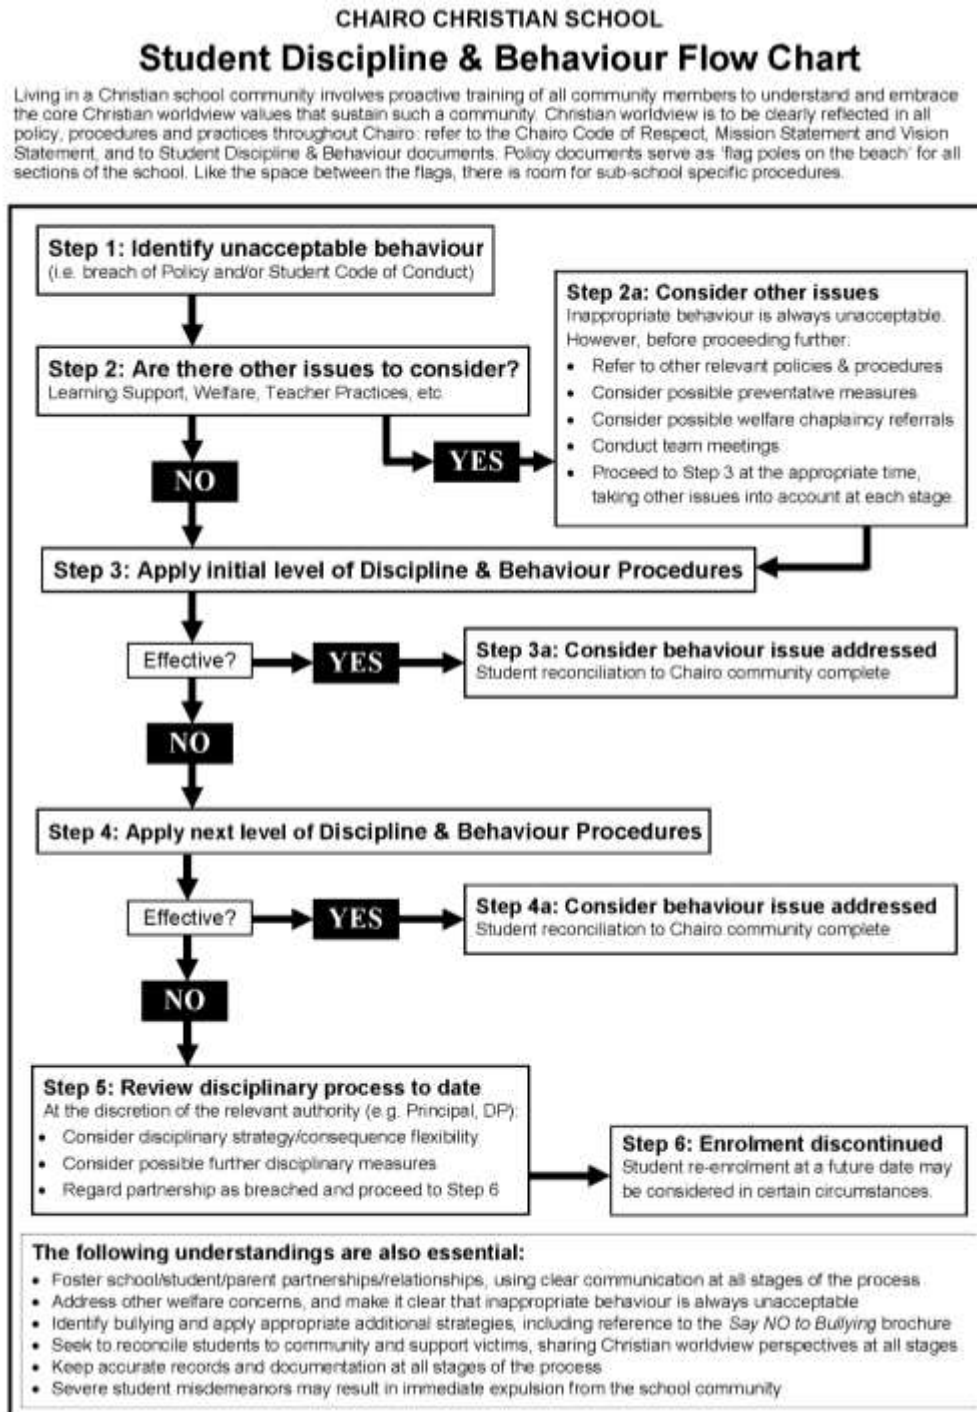 CHAIRO CHRISTIAN SCHOOL
Student Discipline & Behaviour Flow Chart
Living in a Christian school community involves proactive training of all community members to understand and embrace
the core Christian worldview values that sustain such a community. Christian worldview is to be clearly reflected in all
policy, procedures and practices throughout Chairo: refer to the Chairo Code of Respect, Mission Statement and Vision
Statement, and to Student Discipline & Behaviour documents. Policy documents serve as 'flag poles on the beach' for all
sections of the school. Like the space between the flags, there is room for sub-school specific procedures.
Step 1: Identify unacceptable behaviour
(i.e. breach of Policy and/or Student Code of Conduct)
Step 2: Are there other issues to consider?
Learning Support, Welfare, Teacher Practices, etc
Step 2a: Consider other issues
Inappropriate behaviour is always unacceptable.
However, before proceeding further:
• Refer to other relevant policies & procedures
• Consider possible preventative measures
• Consider possible welfare chaplaincy referrals
• Conduct team meetings
• Proceed to Step 3 at the appropriate time,
taking other issues into account at each stage.
YES
NO
Step 3: Apply initial level of Discipline & Behaviour Procedures
Effective?
YES
Step 3a: Consider behaviour issue addressed
Student reconciliation to Chairo community complete
NO
Step 4: Apply next level of Discipline & Behaviour Procedures
Effective?
YES
Step 4a: Consider behaviour issue addressed
Student reconciliation to Chairo community complete
NO
Step 5: Review disciplinary process to date
At the discretion of the relevant authority (e.g. Principal, DP):
• Consider disciplinary strategy/consequence flexibility
• Consider possible further disciplinary measures
• Regard partnership as breached and proceed to Step 6
Step 6: Enrolment discontinued
Student re-enrolment at a future date may
be considered in certain circumstances.
The following understandings are also essential:
• Foster school/student/parent partnerships/relationships, using clear communication at all stages of the process
• Address other welfare concerns, and make it clear that inappropriate behaviour is always unacceptable
• Identify bullying and apply appropriate additional strategies, including reference to the Say NO to Bullying brochure
• Seek to reconcile students to community and support victims, sharing Christian worldview perspectives at all stages
• Keep accurate records and documentation at all stages of the process
• Severe student misdemeanors may result in immediate expulsion from the school community